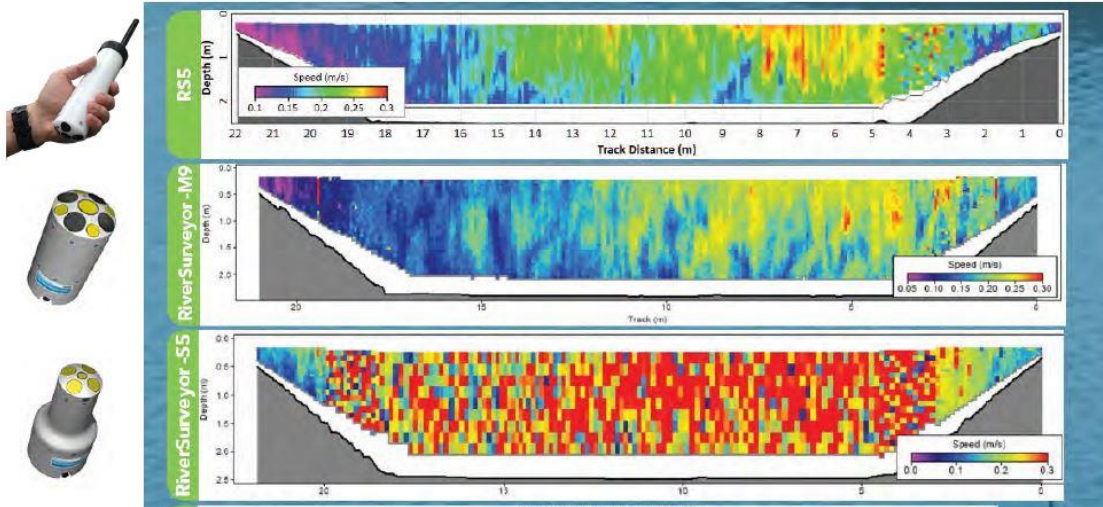 RS5
Depth (m)
1
2
Speed (m/s)
0.1 0.15 0.2 0.25 0.3
22 21 20 19 18 17 16 15 14 13 12 11 10 9 8 7 6 5 4 3 2 1 0
Track Distance (m)
RiverSurveyor -M9
Depth (m)
0.0
0.5
1.0
1.5
2.0
Speed (m/s)
0.05 0.10 0.15 0.20 0.25 0.30
20 15 10 5 0
Track (m)
RiverSurveyor -S5
Depth (m)
0.0
0.5
1.0
1.5
2.0
2.5
Speed (m/s)
0.0 0.1 0.2 0.3
20 15 10 5 0